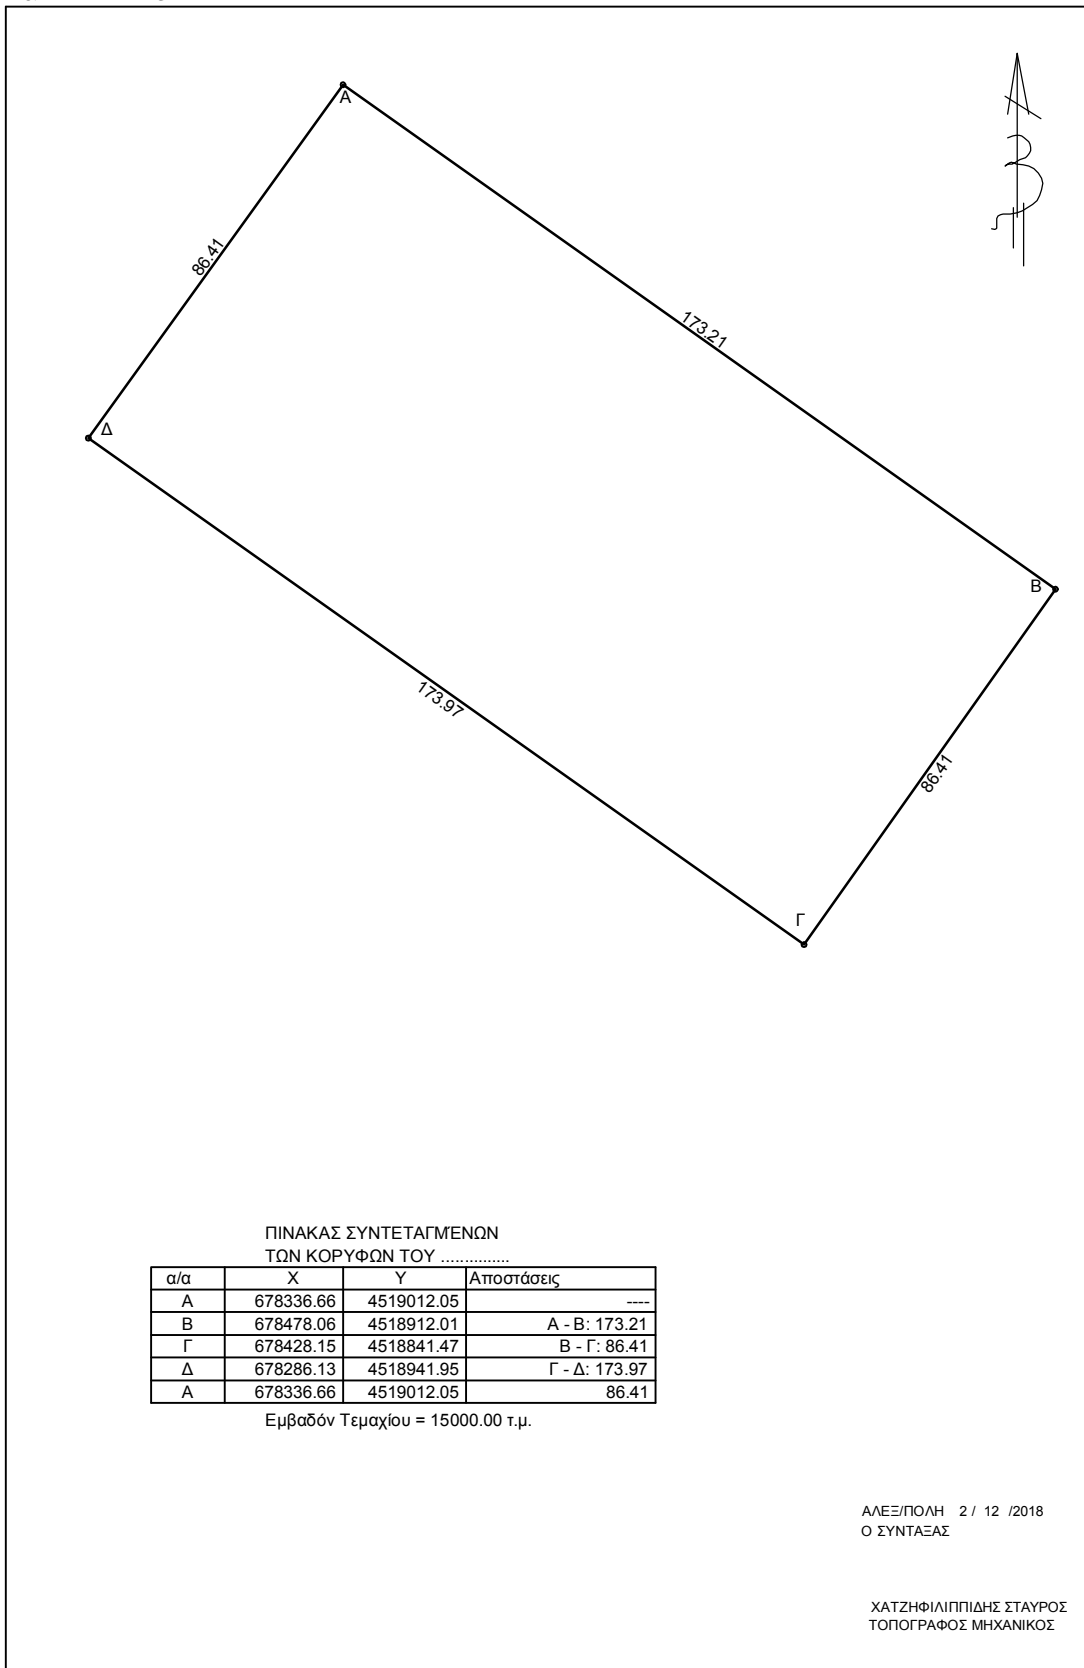 Α
86.41
173.21
Δ
Β
173.97
86.41
Γ
ΠΙΝΑΚΑΣ ΣΥΝΤΕΤΑΓΜΈΝΩΝ
ΤΩΝ ΚΟΡΥΦΩΝ ΤΟΥ ..............
α/α Χ Υ Αποστάσεις
Α 678336.66 4519012.05 ----
Β 678478.06 4518912.01 Α - Β: 173.21
Γ 678428.15 4518841.47 Β - Γ: 86.41
Δ 678286.13 4518941.95 Γ - Δ: 173.97
Α 678336.66 4519012.05 86.41
Εμβαδόν Τεμαχίου = 15000.00 τ.μ.
ΑΛΕΞ/ΠΟΛΗ 2 / 12 /2018
Ο ΣΥΝΤΑΞΑΣ
ΧΑΤΖΗΦΙΛΙΠΠΙΔΗΣ ΣΤΑΥΡΟΣ
ΤΟΠΟΓΡΑΦΟΣ ΜΗΧΑΝΙΚΟΣ